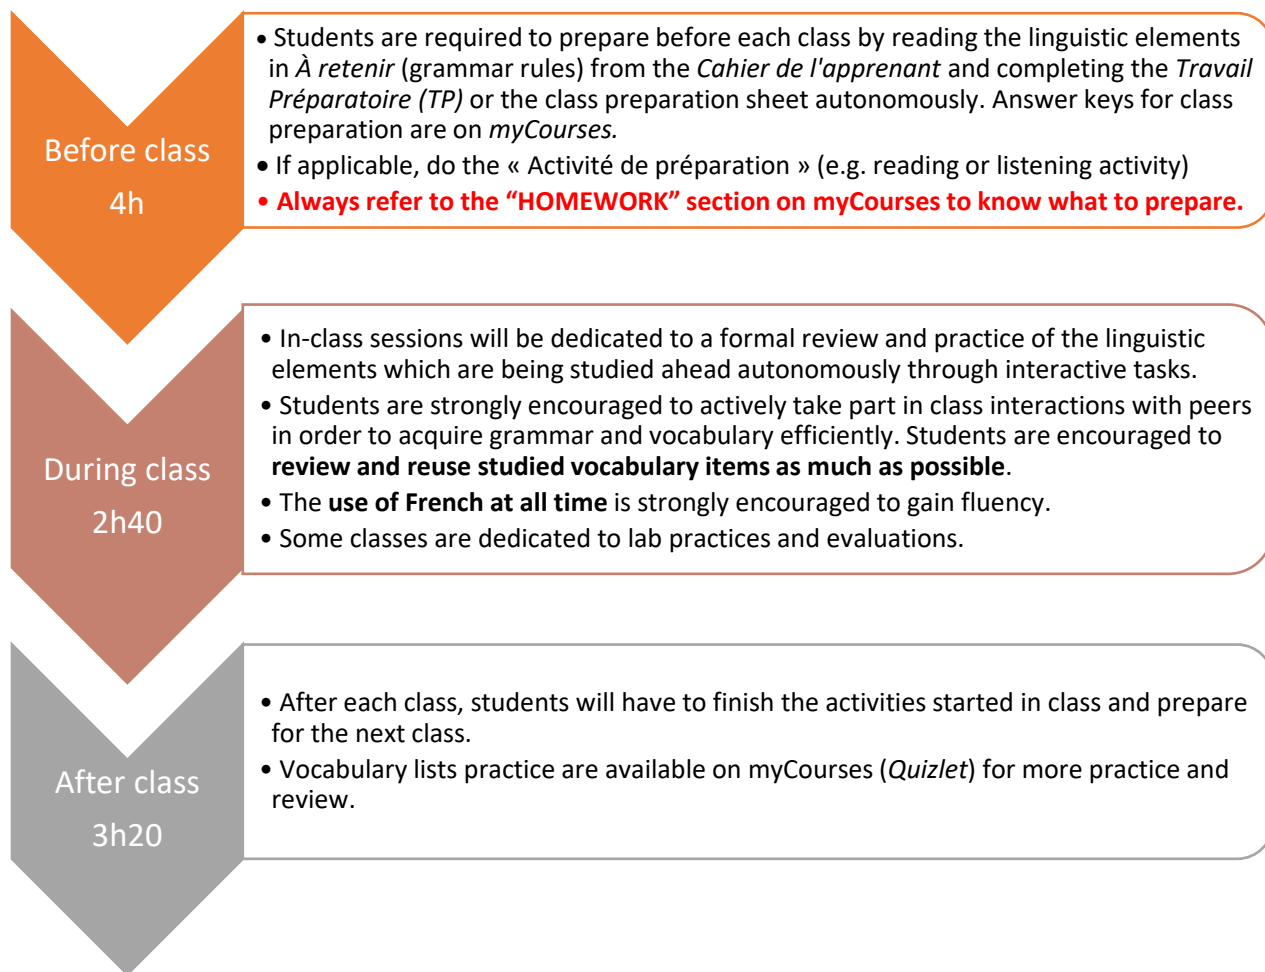 Before class
4h
• Students are required to prepare before each class by reading the linguistic elements
in À retenir (grammar rules) from the Cahier de l'apprenant and completing the Travail
Préparatoire (TP) or the class preparation sheet autonomously. Answer keys for class
preparation are on myCourses.
• If applicable, do the « Activité de préparation » (e.g. reading or listening activity)
• Always refer to the “HOMEWORK” section on myCourses to know what to prepare.
During class
2h40
• In-class sessions will be dedicated to a formal review and practice of the linguistic
elements which are being studied ahead autonomously through interactive tasks.
• Students are strongly encouraged to actively take part in class interactions with peers
in order to acquire grammar and vocabulary efficiently. Students are encouraged to
review and reuse studied vocabulary items as much as possible.
• The use of French at all time is strongly encouraged to gain fluency.
• Some classes are dedicated to lab practices and evaluations.
After class
3h20
• After each class, students will have to finish the activities started in class and prepare
for the next class.
• Vocabulary lists practice are available on myCourses (Quizlet) for more practice and
review.